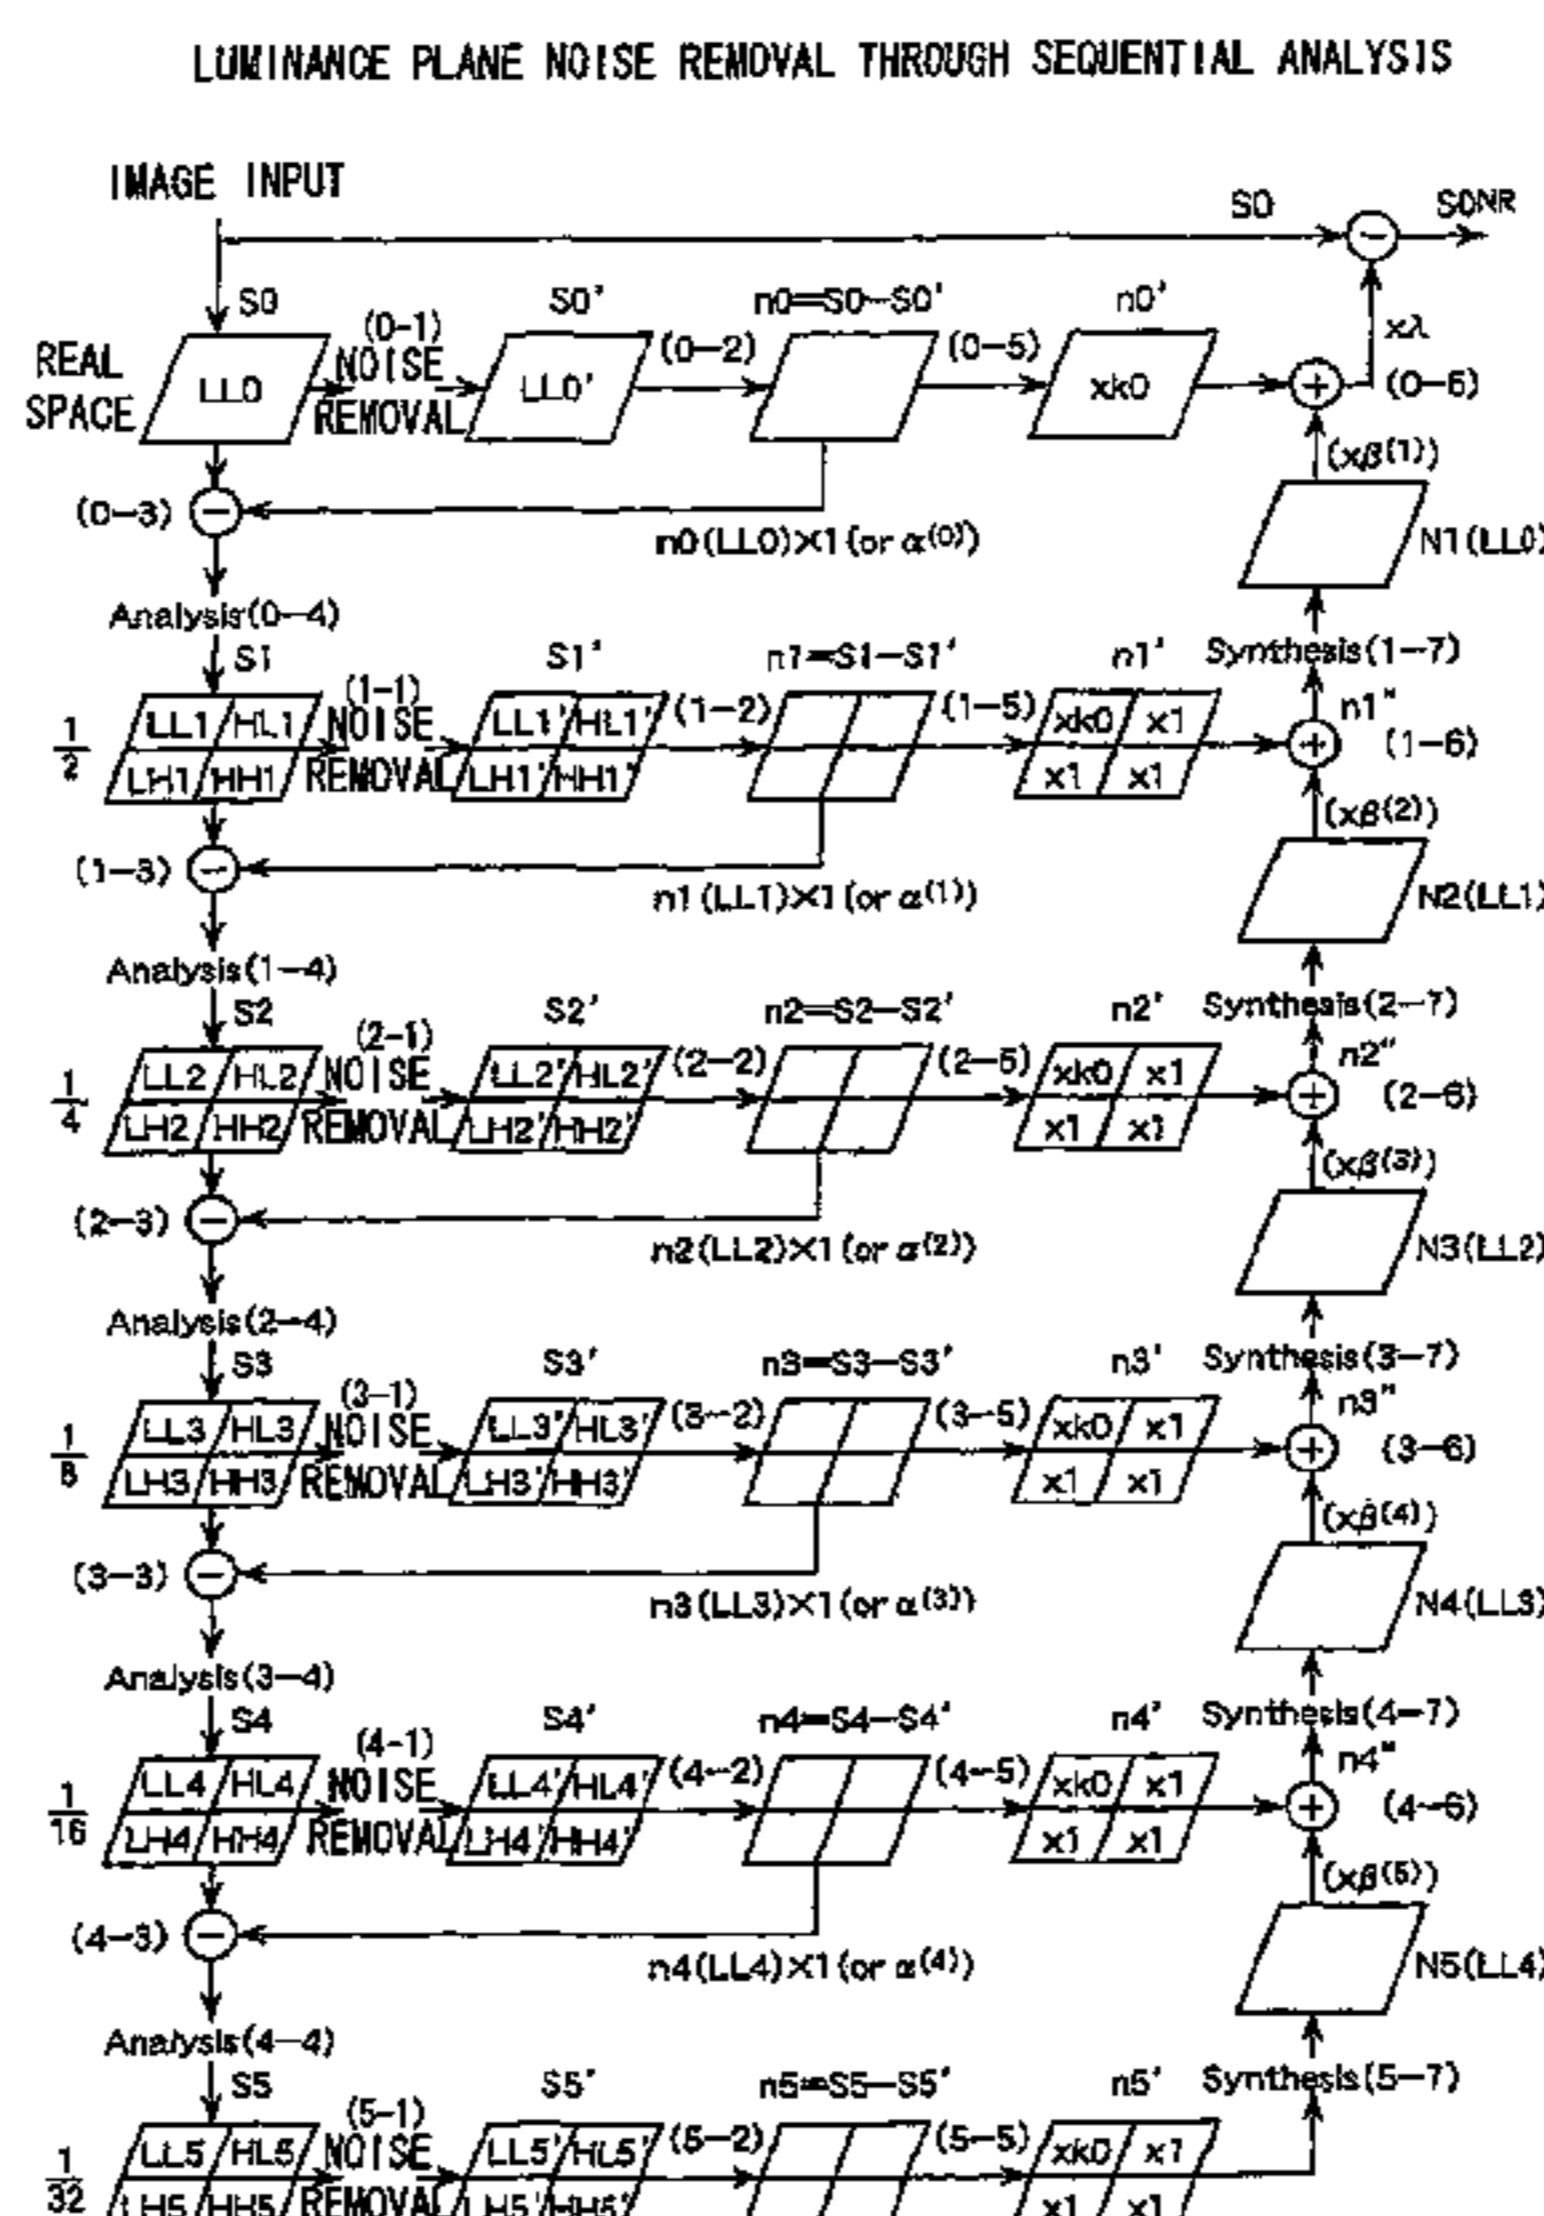 LUMINANCE PLANE NOISE REMOVAL THROUGH SEQUENTIAL ANALYSIS
IMAGE INPUT
S0
S0NR
S0
(0-1)
S0'
n0=S0-S0'
n0'
xλ
REAL
SPACE
LL0
NOISE
REMOVAL
LL0'
(0-2)
(0-5)
xk0
+
(0-6)
(xβ(1))
(0-3)
n0(LL0)×1(or α(0))
N1(LL0)
Analysis(0-4)
S1
(1-1)
S1'
n1=S1-S1'
n1'
Synthesis(1-7)
n1"
1/2
LL1 HL1
LH1 HH1
NOISE
REMOVAL
LL1' HL1'
LH1' HH1'
(1-2)
(1-5)
xk0 x1
x1 x1
+
(1-6)
(xβ(2))
(1-3)
n1(LL1)×1(or α(1))
N2(LL1)
Analysis(1-4)
S2
(2-1)
S2'
n2=S2-S2'
n2'
Synthesis(2-7)
n2"
1/4
LL2 HL2
LH2 HH2
NOISE
REMOVAL
LL2' HL2'
LH2' HH2'
(2-2)
(2-5)
xk0 x1
x1 x1
+
(2-6)
(xβ(3))
(2-3)
n2(LL2)×1(or α(2))
N3(LL2)
Analysis(2-4)
S3
(3-1)
S3'
n3=S3-S3'
n3'
Synthesis(3-7)
n3"
1/8
LL3 HL3
LH3 HH3
NOISE
REMOVAL
LL3' HL3'
LH3' HH3'
(3-2)
(3-5)
xk0 x1
x1 x1
+
(3-6)
(xβ(4))
(3-3)
n3(LL3)×1(or α(3))
N4(LL3)
Analysis(3-4)
S4
(4-1)
S4'
n4=S4-S4'
n4'
Synthesis(4-7)
n4"
1/16
LL4 HL4
LH4 HH4
NOISE
REMOVAL
LL4' HL4'
LH4' HH4'
(4-2)
(4-5)
xk0 x1
x1 x1
+
(4-6)
(xβ(5))
(4-3)
n4(LL4)×1(or α(4))
N5(LL4)
Analysis(4-4)
S5
(5-1)
S5'
n5=S5-S5'
n5'
Synthesis(5-7)
1/32
LL5 HL5
LH5 HH5
NOISE
REMOVAL
LL5' HL5'
LH5' HH5'
(5-2)
(5-5)
xk0 x1
x1 x1